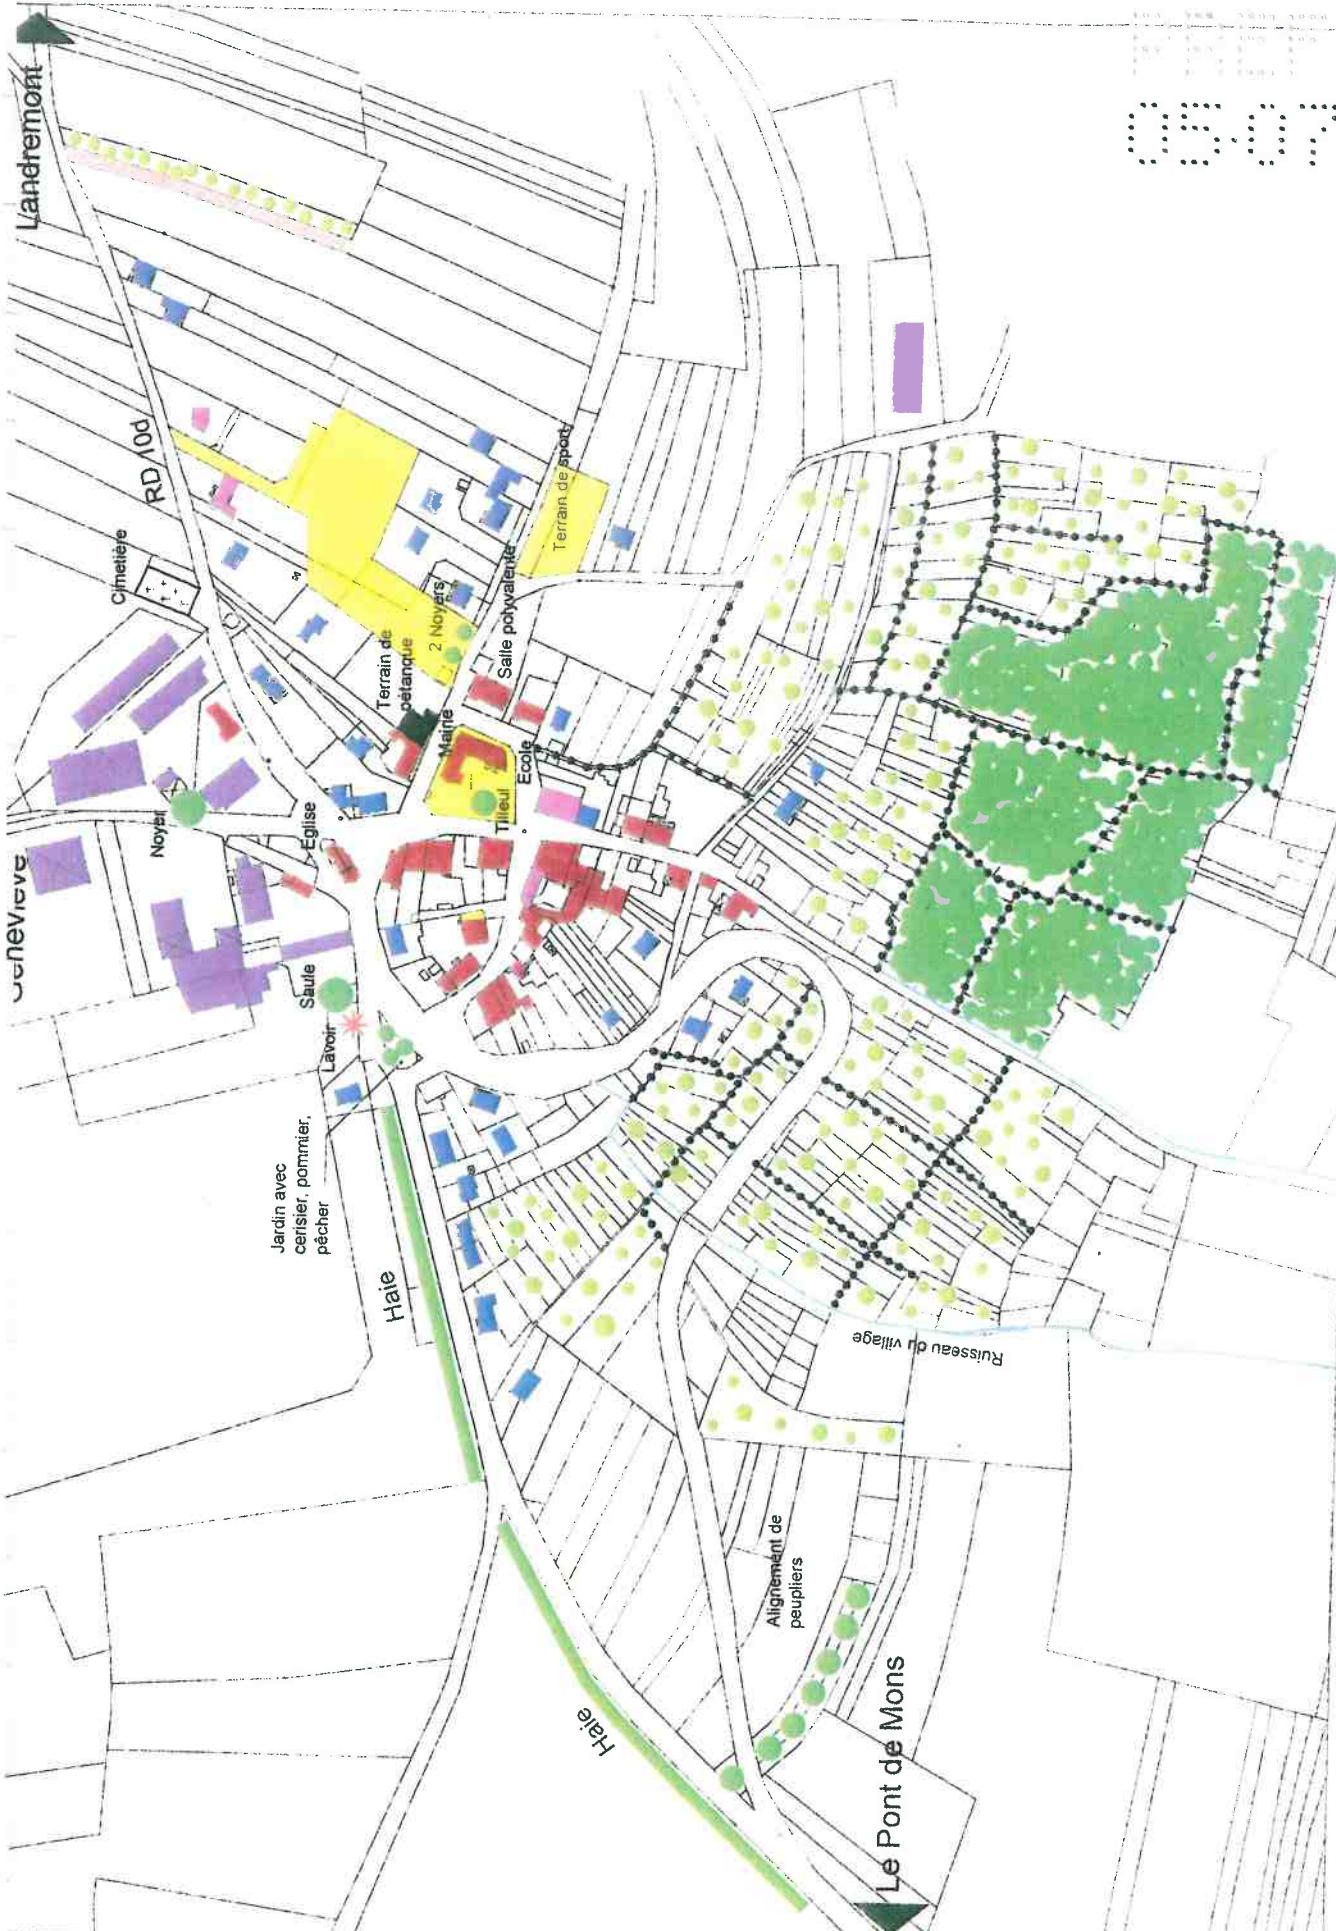 Landremont
05-07
RD 10d
Cimetière
Terrain de sport
2 Noyers
Salle polyvalente
Terrain de
pétanque
Mairie
Ecole
Tilleul
Eglise
Noyer
Geneviève
Saule
Lavoir
Jardin avec
cerisier, pommier,
pêcher
Haie
Ruisseau du village
Alignement de
peupliers
Haie
Le Pont de Mons